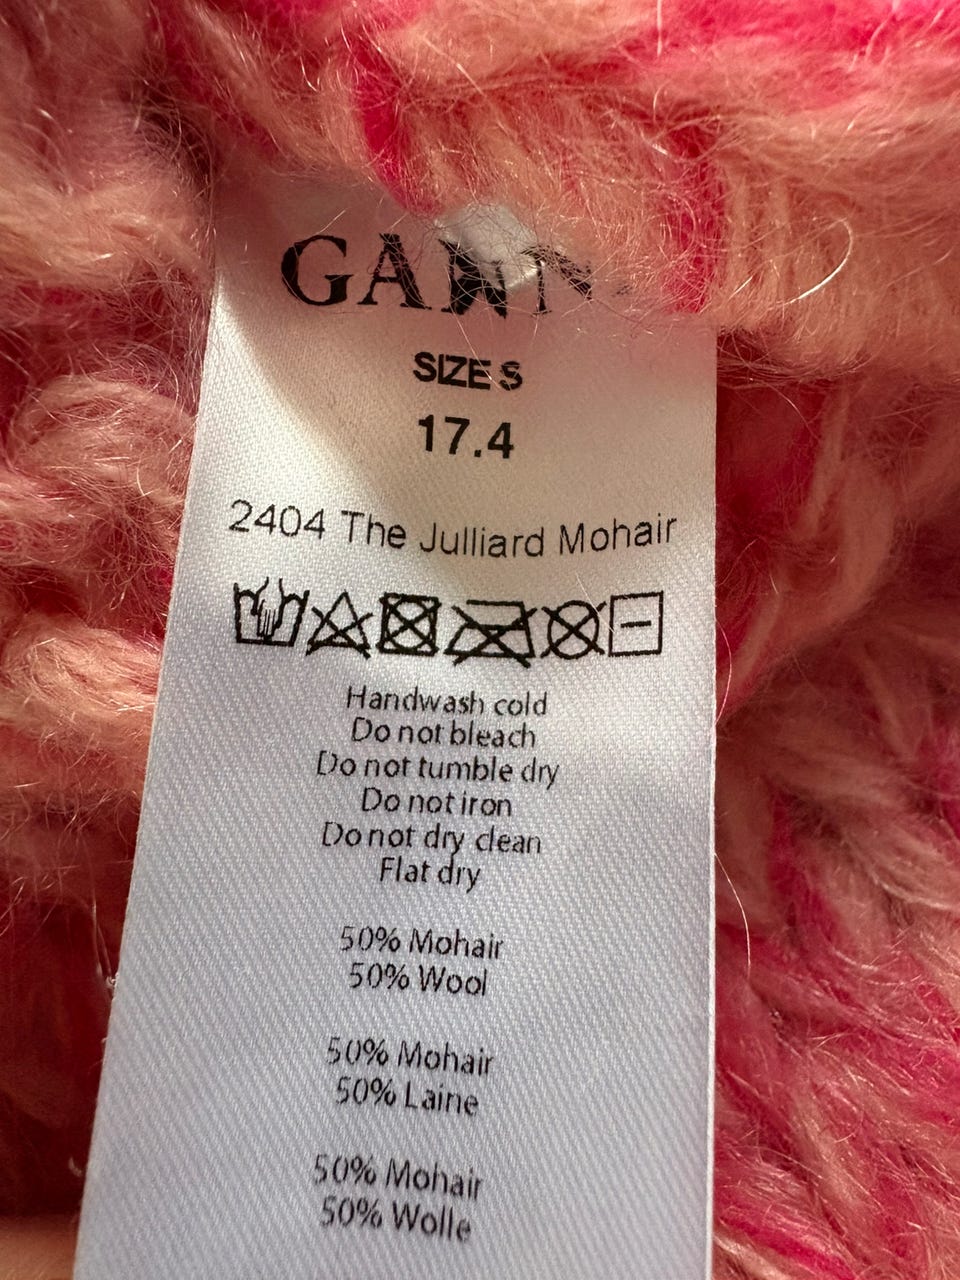 SIZE S
17.4
2404 The Julliard Mohair
Handwash cold
Do not bleach
Do not tumble dry
Do not iron
Do not dry clean
Flat dry
50% Mohair
50% Wool
50% Mohair
50% Laine
50% Mohair
50% Wolle